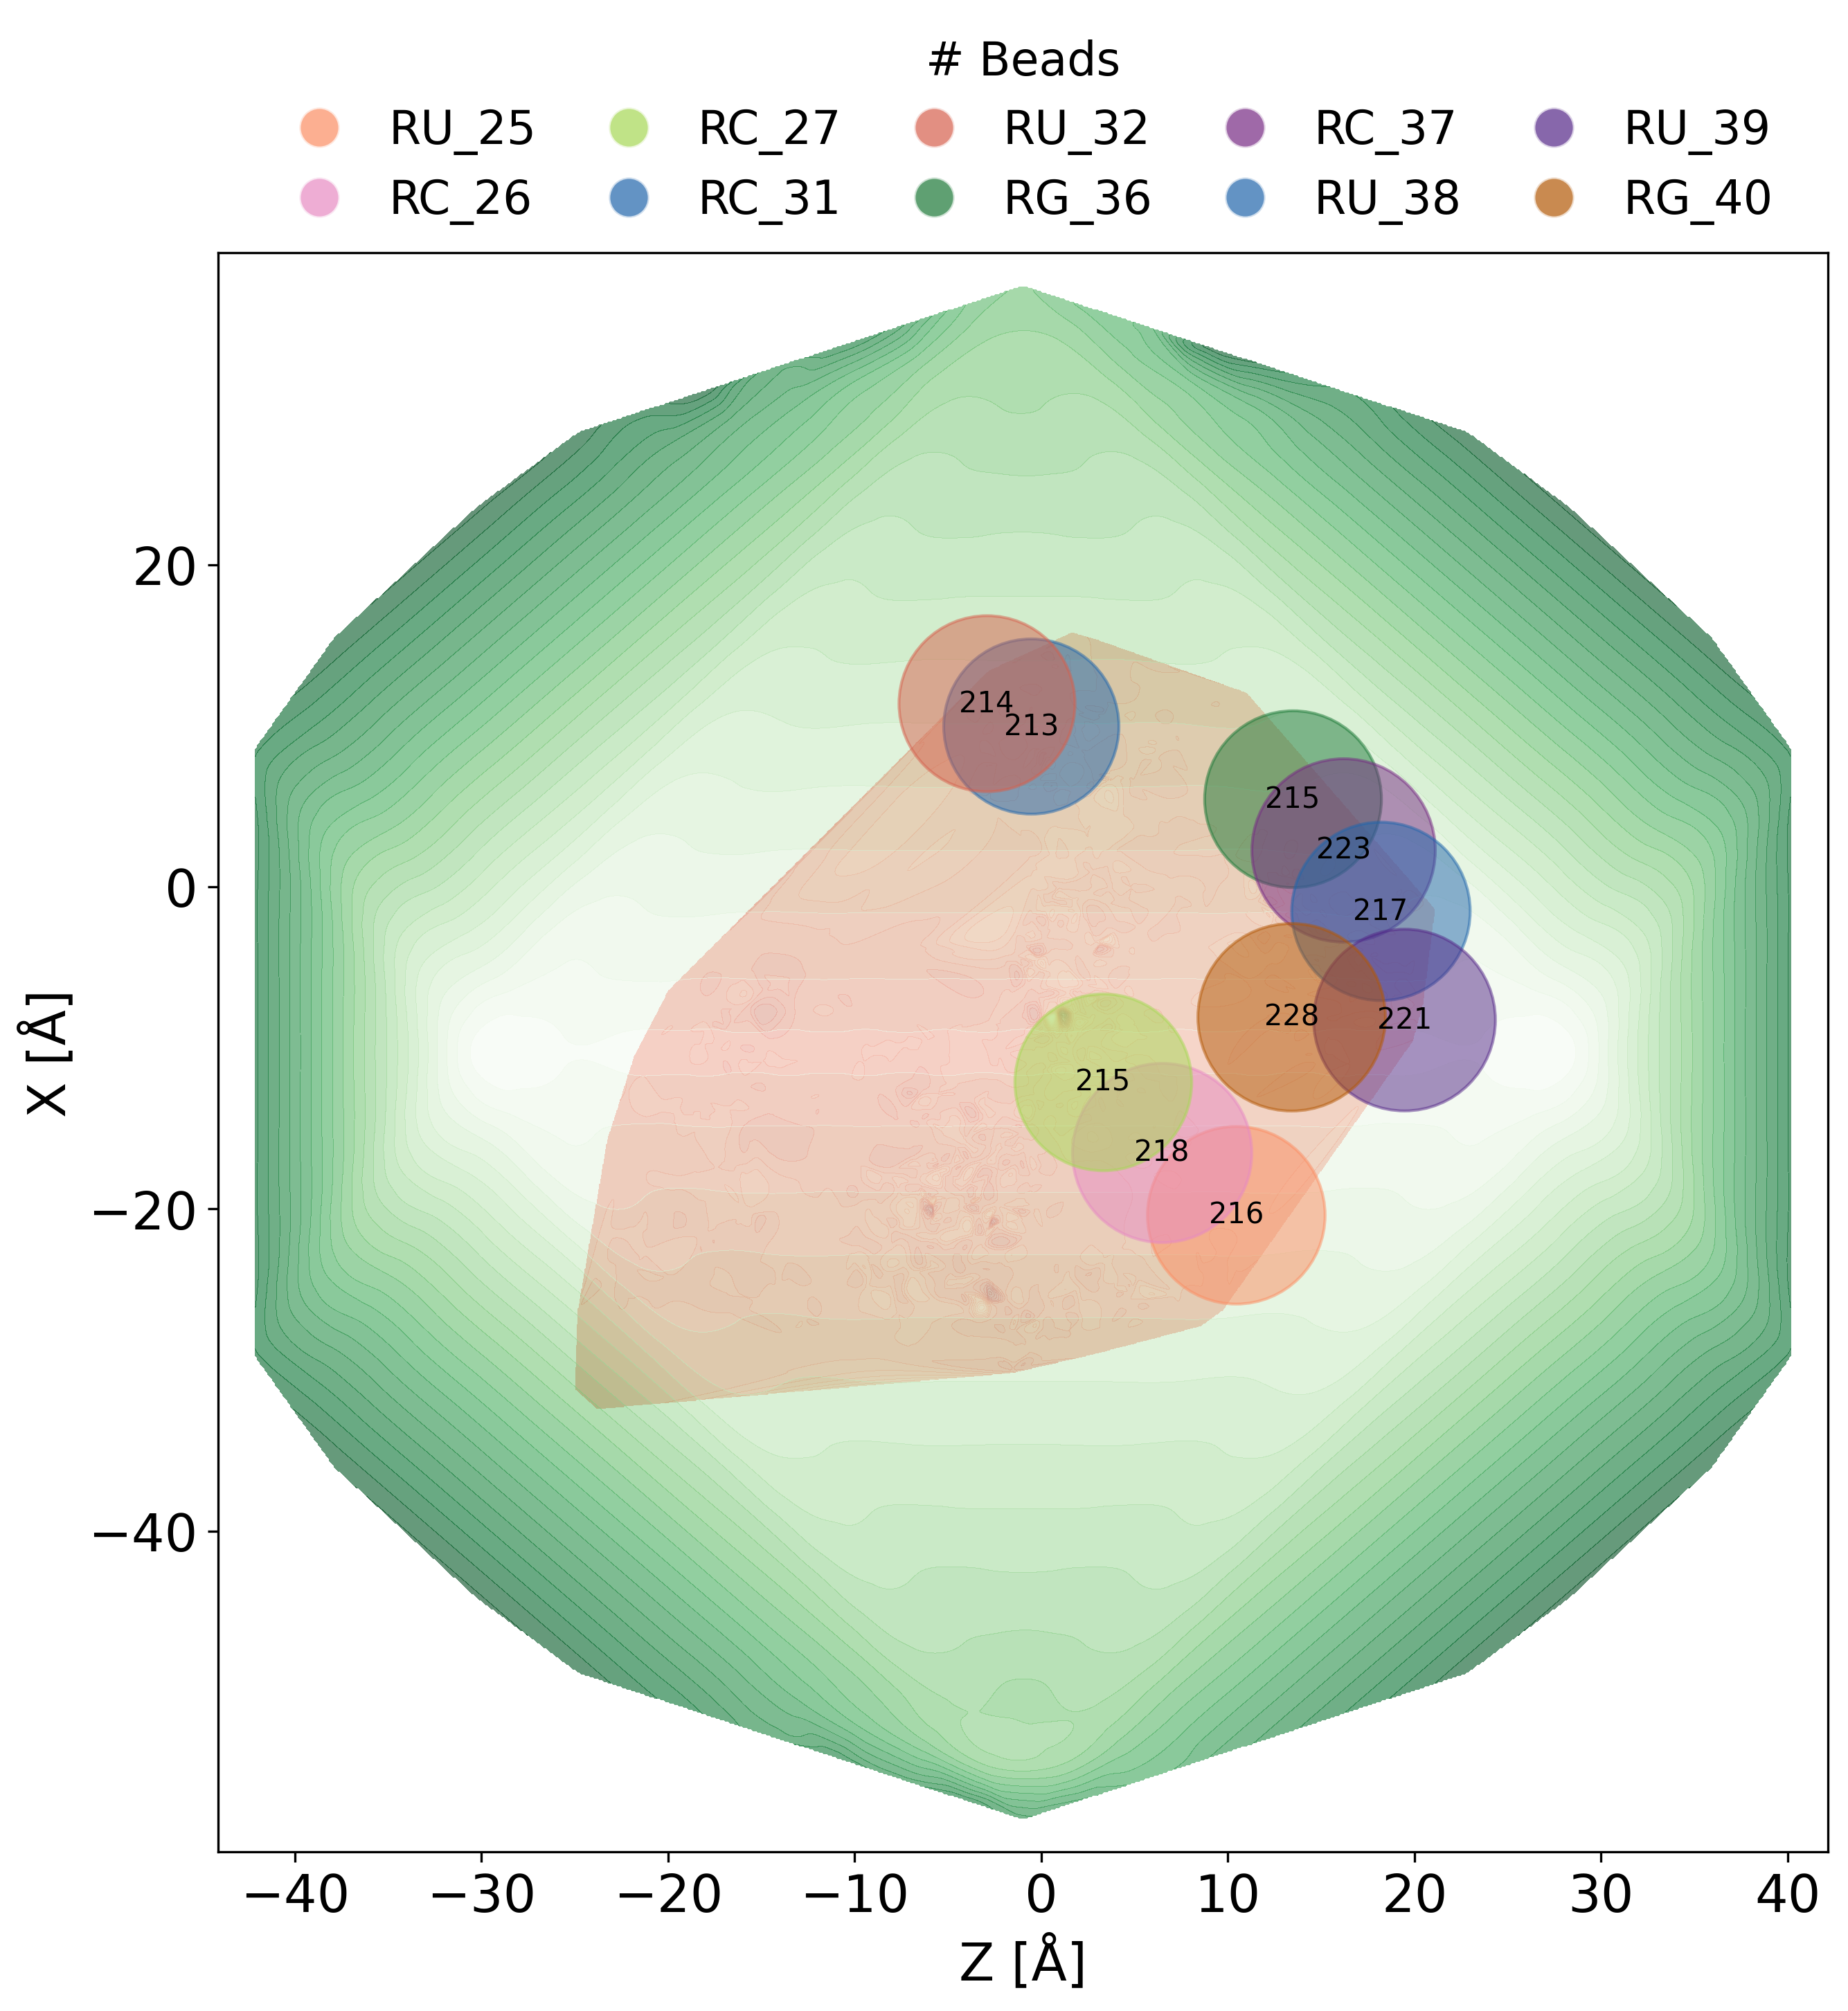 # Beads
RU_25 RC_27 RU_32 RC_37 RU_39
RC_26 RC_31 RG_36 RU_38 RG_40
20
0
−20
−40
X [Å]
214
213
215
223
217
228
221
215
218
216
−40 −30 −20 −10 0 10 20 30 40
Z [Å]